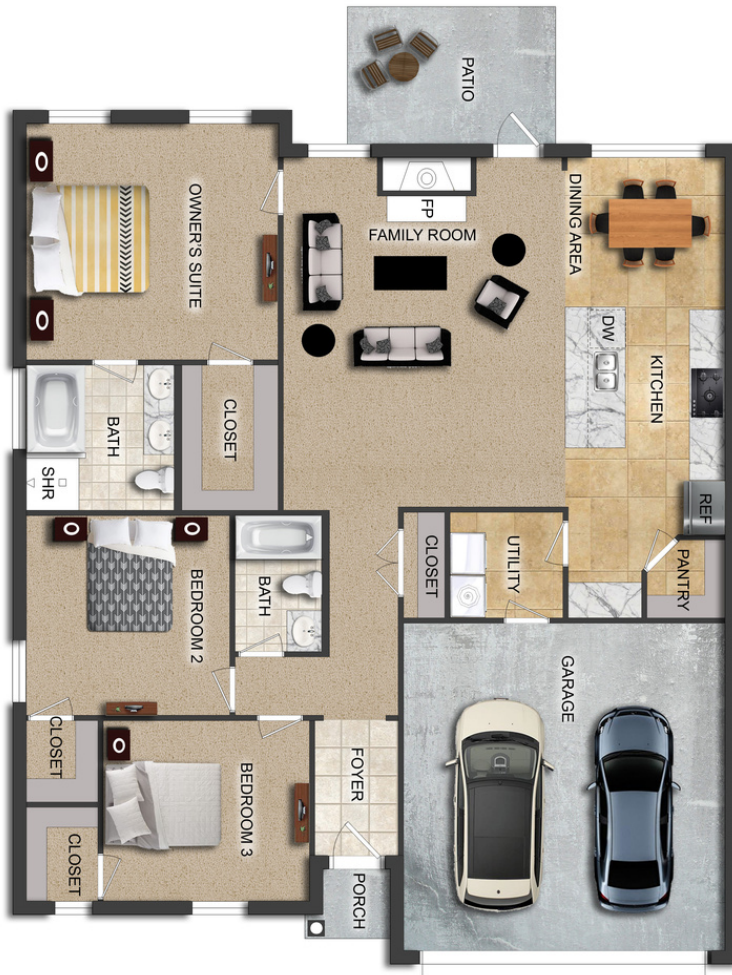 PATIO
OWNER'S SUITE
FP
FAMILY ROOM
DINING AREA
DW
KITCHEN
CLOSET
BATH
SHR
REF
CLOSET
UTILITY
PANTRY
BEDROOM 2
BATH
GARAGE
CLOSET
FOYER
BEDROOM 3
CLOSET
PORCH